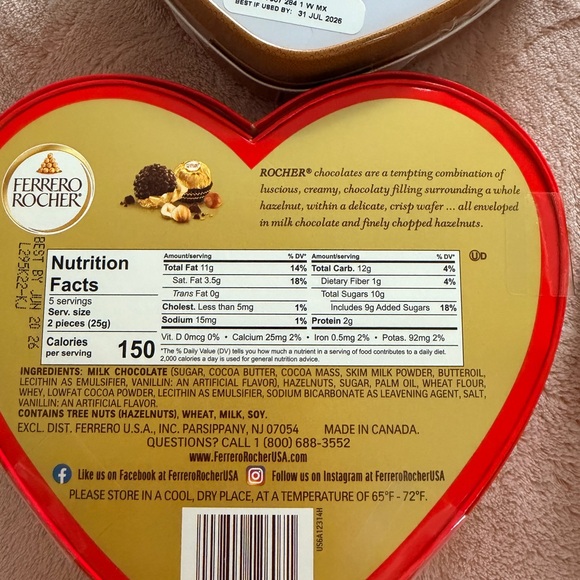 284 1 W MX
BEST IF USED BY: 31 JUL 2026
FERRERO
ROCHER®
ROCHER® chocolates are a tempting combination of
luscious, creamy, chocolaty filling surrounding a whole
hazelnut, within a delicate, crisp wafer ... all enveloped
in milk chocolate and finely chopped hazelnuts.
BEST BY JUN 20 26
L295K22-KJ
Nutrition
Facts
5 servings
Serv. size
2 pieces (25g)
Calories 150
per serving
Amount/serving % DV*
Total Fat 11g 14%
Sat. Fat 3.5g 18%
Trans Fat 0g
Cholest. Less than 5mg 1%
Sodium 15mg 1%
Amount/serving % DV*
Total Carb. 12g 4%
Dietary Fiber 1g 4%
Total Sugars 10g
Includes 9g Added Sugars 18%
Protein 2g
Vit. D 0mcg 0% • Calcium 25mg 2% • Iron 0.5mg 2% • Potas. 92mg 2%
*The % Daily Value (DV) tells you how much a nutrient in a serving of food contributes to a daily diet.
2,000 calories a day is used for general nutrition advice.
UD
INGREDIENTS: MILK CHOCOLATE (SUGAR, COCOA BUTTER, COCOA MASS, SKIM MILK POWDER, BUTTEROIL,
LECITHIN AS EMULSIFIER, VANILLIN: AN ARTIFICIAL FLAVOR), HAZELNUTS, SUGAR, PALM OIL, WHEAT FLOUR,
WHEY, LOWFAT COCOA POWDER, LECITHIN AS EMULSIFIER, SODIUM BICARBONATE AS LEAVENING AGENT, SALT,
VANILLIN: AN ARTIFICIAL FLAVOR.
CONTAINS TREE NUTS (HAZELNUTS), WHEAT, MILK, SOY.
EXCL. DIST. FERRERO U.S.A., INC. PARSIPPANY, NJ 07054 MADE IN CANADA.
QUESTIONS? CALL 1 (800) 688-3552
www.FerreroRocherUSA.com
Like us on Facebook at FerreroRocherUSA Follow us on Instagram at FerreroRocherUSA
PLEASE STORE IN A COOL, DRY PLACE, AT A TEMPERATURE OF 65°F - 72°F.
US6A12314H